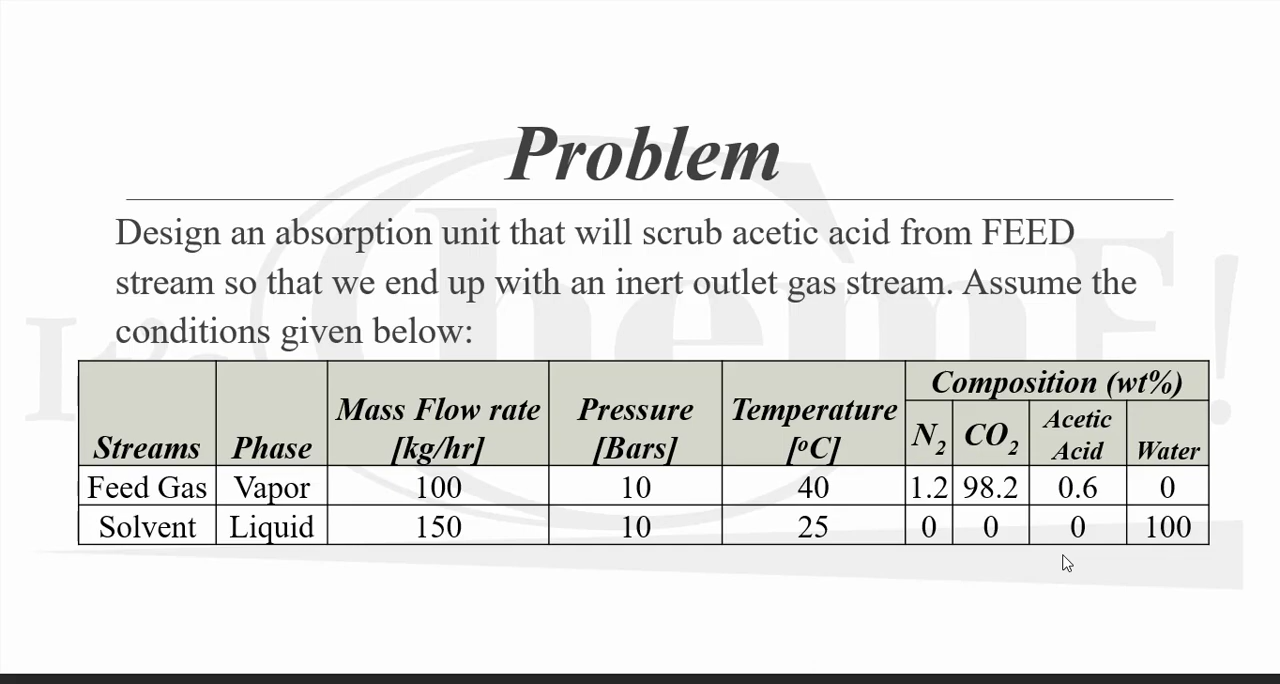 Problem
Design an absorption unit that will scrub acetic acid from FEED
stream so that we end up with an inert outlet gas stream. Assume the
conditions given below:
Streams Phase Mass Flow rate [kg/hr] Pressure [Bars] Temperature [ºC] Composition (wt%)
N2 CO2 Acetic Acid Water
Feed Gas Vapor 100 10 40 1.2 98.2 0.6 0
Solvent Liquid 150 10 25 0 0 0 100